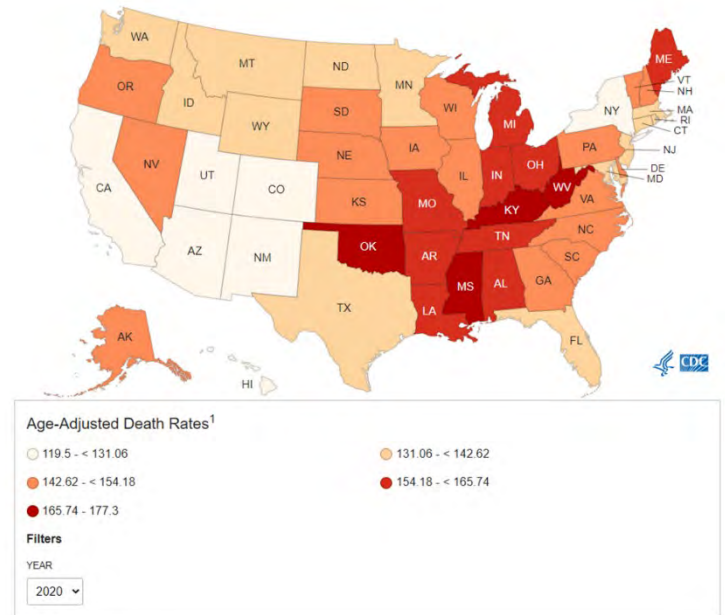 WA
MT
ND
MN
ME
VT
NH
OR
ID
SD
WI
NY
MA
RI
CT
WY
MI
NJ
NE
IA
PA
NV
UT
CO
IL
IN
OH
DE
MD
CA
KS
MO
WV
KY
VA
AZ
NM
OK
AR
TN
NC
SC
TX
MS
AL
GA
LA
AK
FL
HI
CDC
Age-Adjusted Death Rates1
119.5 - < 131.06
131.06 - < 142.62
142.62 - < 154.18
154.18 - < 165.74
165.74 - 177.3
Filters
YEAR
2020